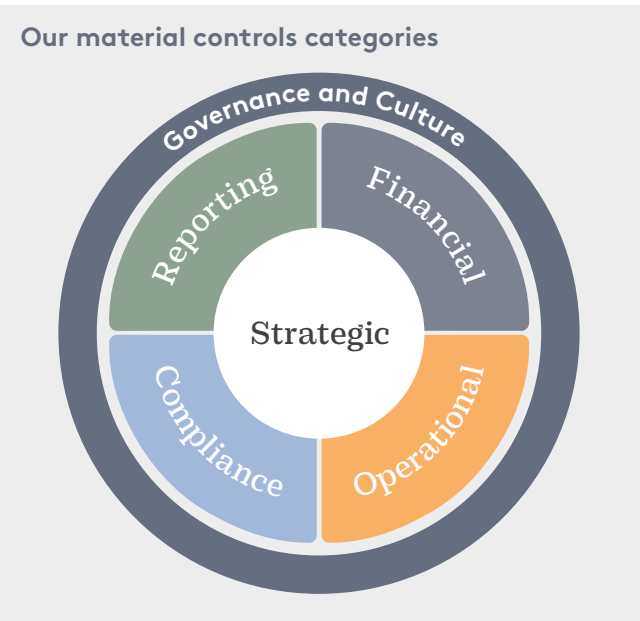 Our material controls categories
Governance and Culture
Reporting
Financial
Strategic
Compliance
Operational